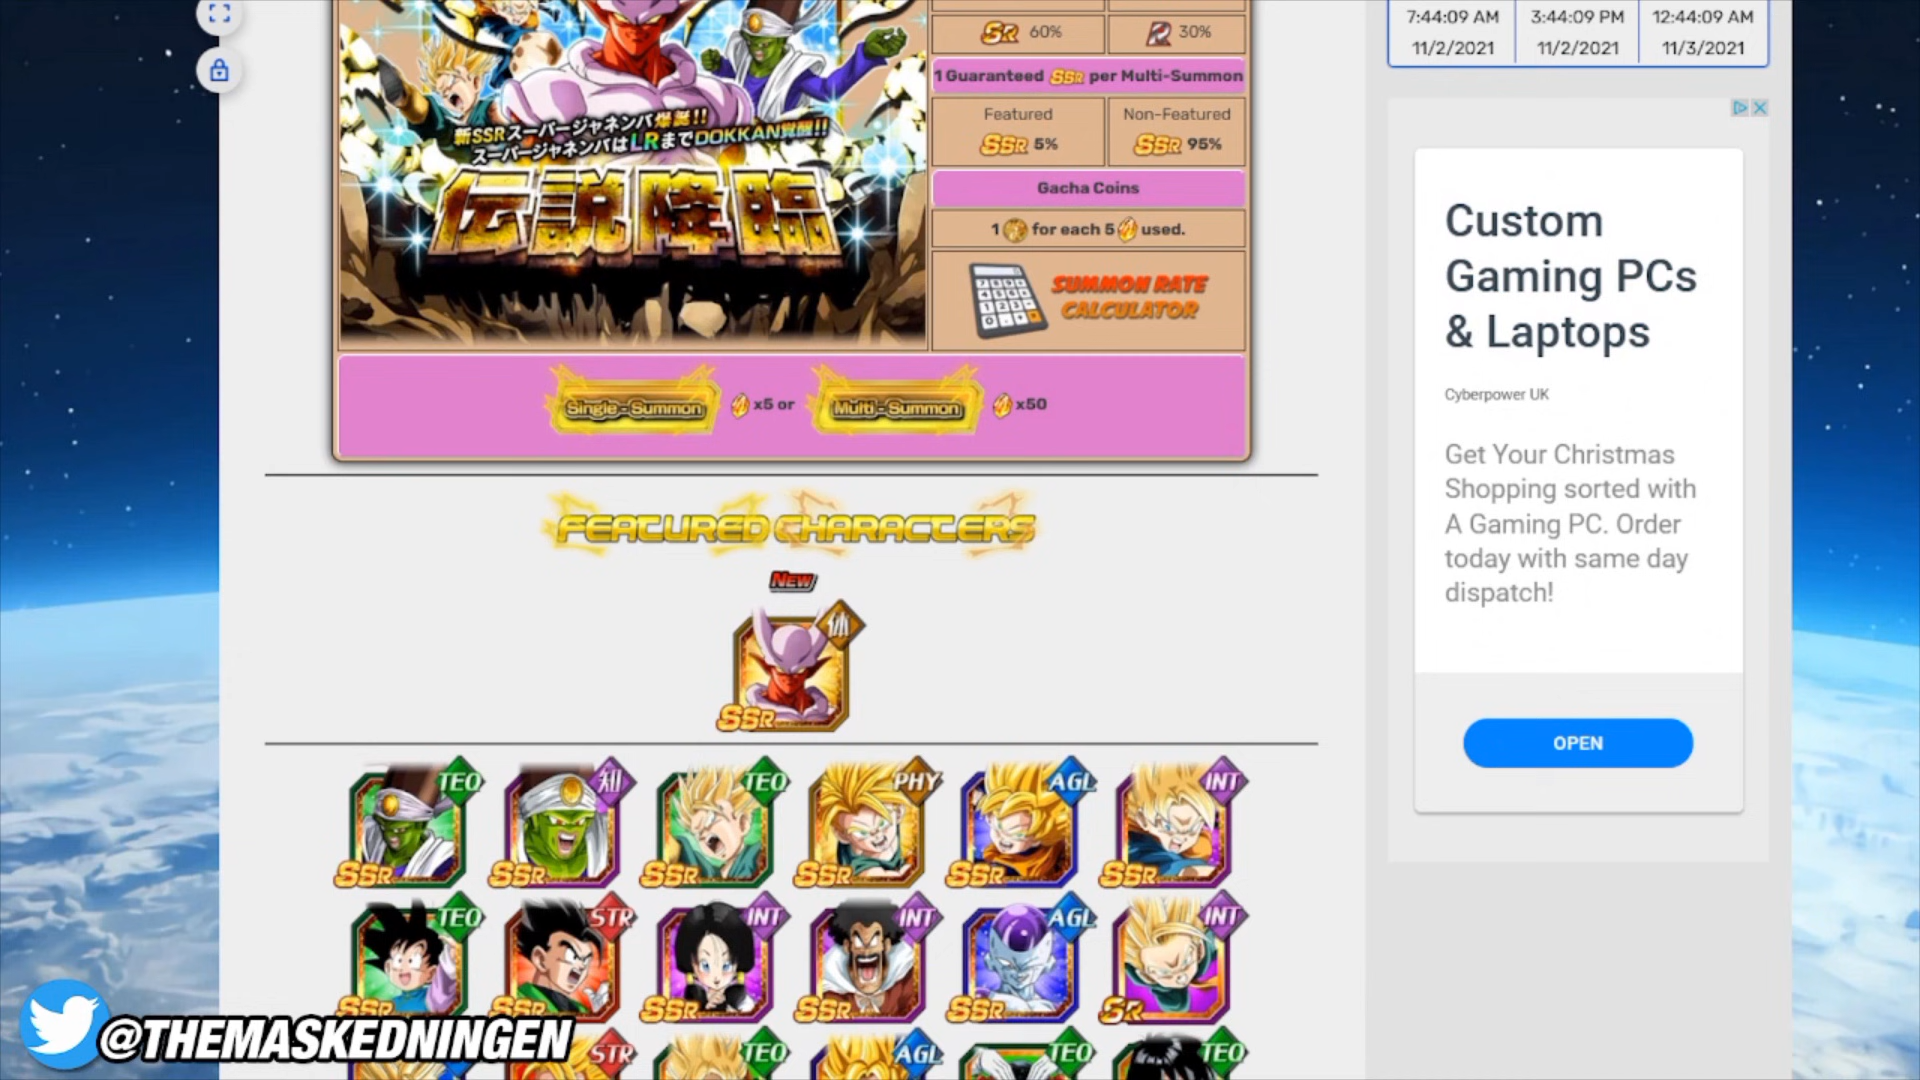 7:44:09 AM 3:44:09 PM 12:44:09 AM
11/2/2021 11/2/2021 11/3/2021
SR 60% R 30%
1 Guaranteed SSR per Multi-Summon
Featured Non-Featured
SSR 5% SSR 95%
Gacha Coins
1 for each 5 used.
SUMMON RATE
CALCULATOR
新SSRスーパージャネンバ爆誕!!
スーパージャネンバはLRまでDOKKAN覚醒!!
伝説降臨
Single - Summon x5 or Multi - Summon x50
FEATURED CHARACTERS
New
SSR
TEQ 知 TEQ PHY AGL INT
SSR SSR SSR SSR SSR SSR
TEQ STR INT INT AGL INT
SSR SSR SSR SSR SSR SR
STR TEQ AGL TEQ TEQ
Custom
Gaming PCs
& Laptops
Cyberpower UK
Get Your Christmas
Shopping sorted with
A Gaming PC. Order
today with same day
dispatch!
OPEN
@THEMASKEDNINGEN